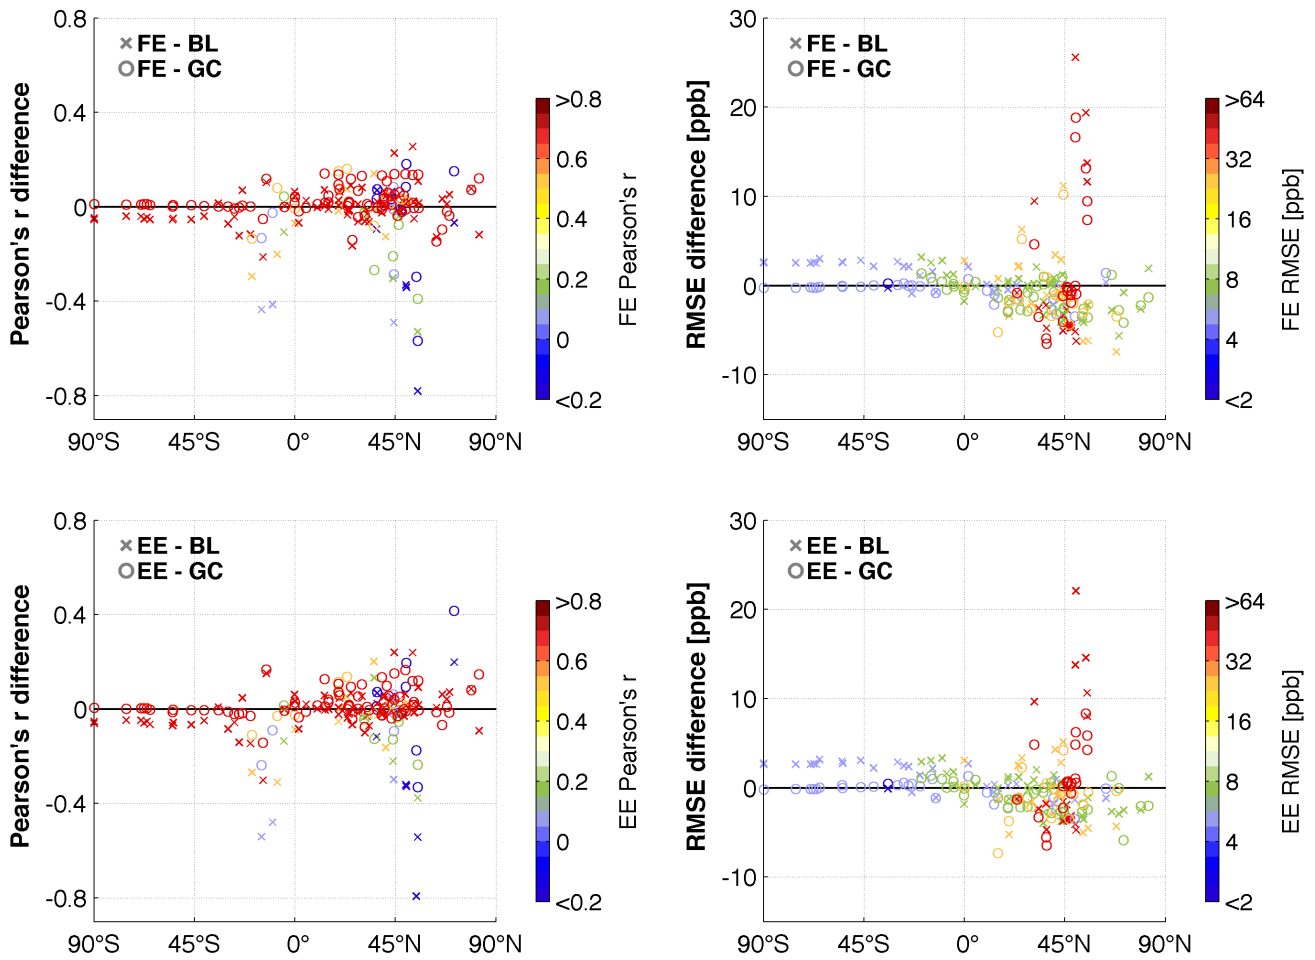 0.8
0.4
0
-0.4
-0.8
Pearson's r difference
× FE - BL
○ FE - GC
90°S 45°S 0° 45°N 90°N
>0.8
0.6
0.4
0.2
0
<0.2
FE Pearson's r
30
20
10
0
-10
RMSE difference [ppb]
× FE - BL
○ FE - GC
90°S 45°S 0° 45°N 90°N
>64
32
16
8
4
<2
FE RMSE [ppb]
0.8
0.4
0
-0.4
-0.8
Pearson's r difference
× EE - BL
○ EE - GC
90°S 45°S 0° 45°N 90°N
>0.8
0.6
0.4
0.2
0
<0.2
EE Pearson's r
30
20
10
0
-10
RMSE difference [ppb]
× EE - BL
○ EE - GC
90°S 45°S 0° 45°N 90°N
>64
32
16
8
4
<2
EE RMSE [ppb]